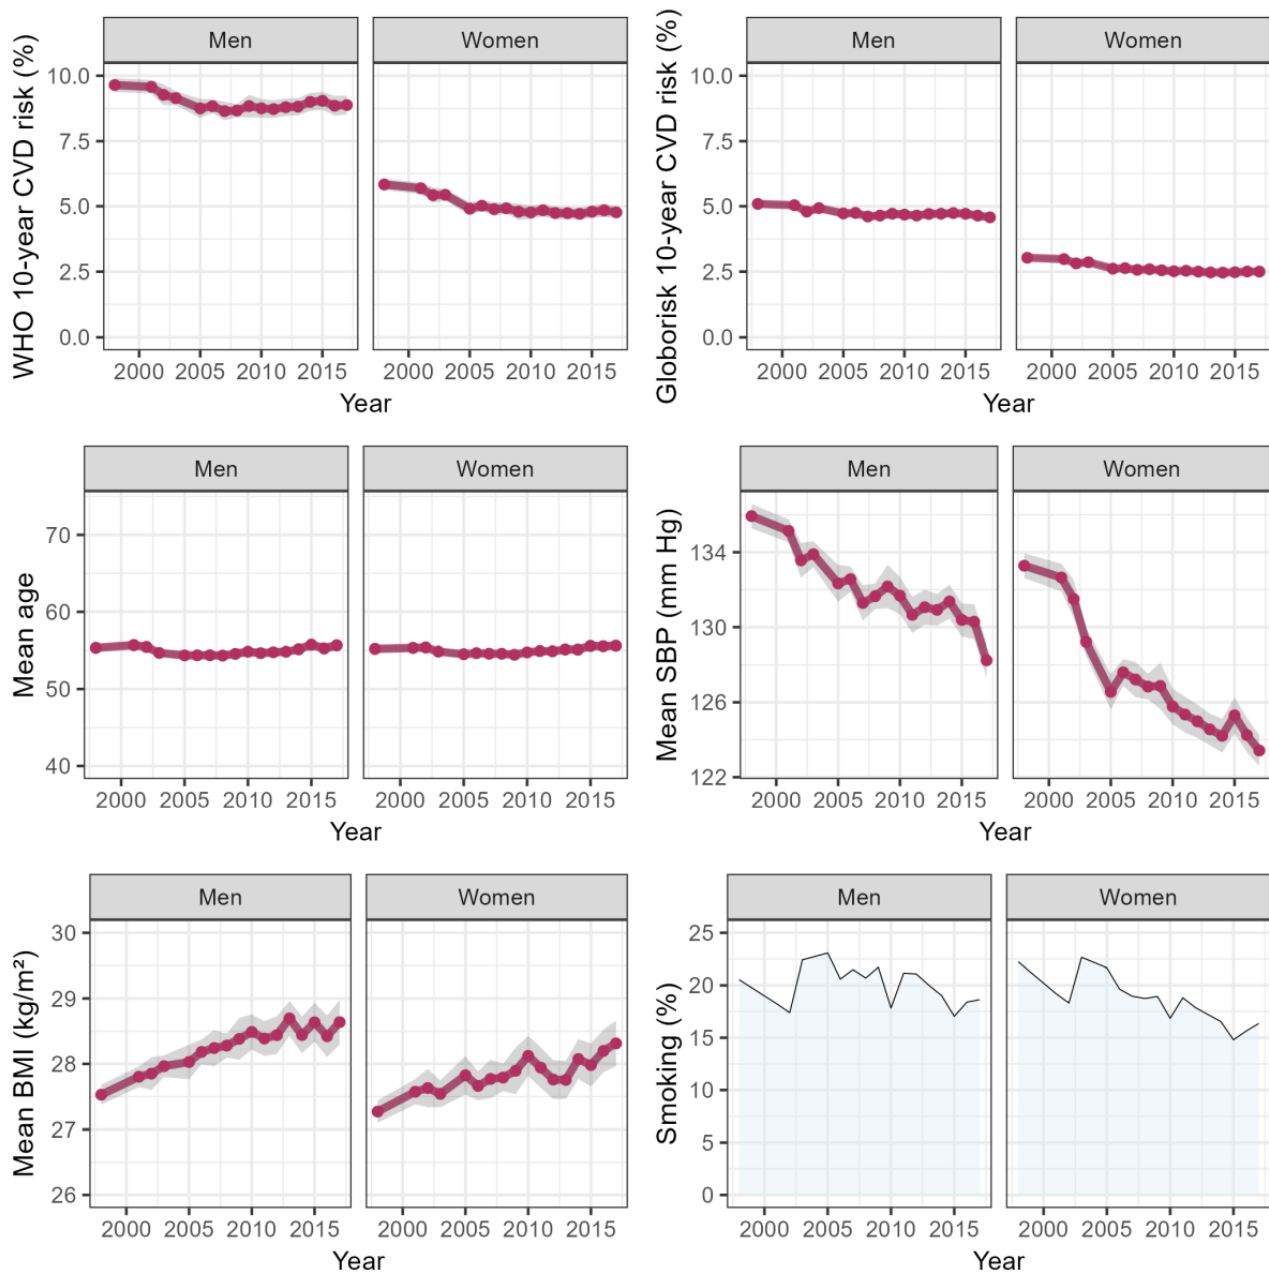 WHO 10-year CVD risk (%)
Men
Women
10.0
7.5
5.0
2.5
0.0
2000 2005 2010 2015
2000 2005 2010 2015
Year
Globorisk 10-year CVD risk (%)
Men
Women
10.0
7.5
5.0
2.5
0.0
2000 2005 2010 2015
2000 2005 2010 2015
Year
Mean age
Men
Women
70
60
50
40
2000 2005 2010 2015
2000 2005 2010 2015
Year
Mean SBP (mm Hg)
Men
Women
134
130
126
122
2000 2005 2010 2015
2000 2005 2010 2015
Year
Mean BMI (kg/m²)
Men
Women
30
29
28
27
26
2000 2005 2010 2015
2000 2005 2010 2015
Year
Smoking (%)
Men
Women
25
20
15
10
5
0
2000 2005 2010 2015
2000 2005 2010 2015
Year